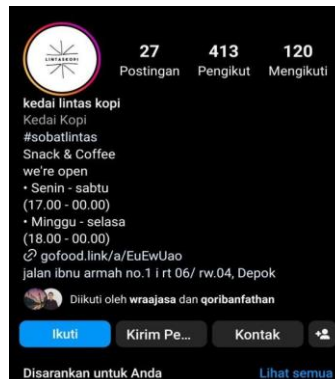 LINTASKOPI
27 413 120
Postingan Pengikut Mengikuti
kedai lintas kopi
Kedai Kopi
#sobatlintas
Snack & Coffee
we're open
• Senin - sabtu
(17.00 - 00.00)
• Minggu - selasa
(18.00 - 00.00)
gofood.link/a/EuEwUao
jalan ibnu armah no.1 i rt 06/ rw.04, Depok
Diikuti oleh wraajasa dan qoribanfathan
Ikuti Kirim Pe... Kontak
Disarankan untuk Anda Lihat semua